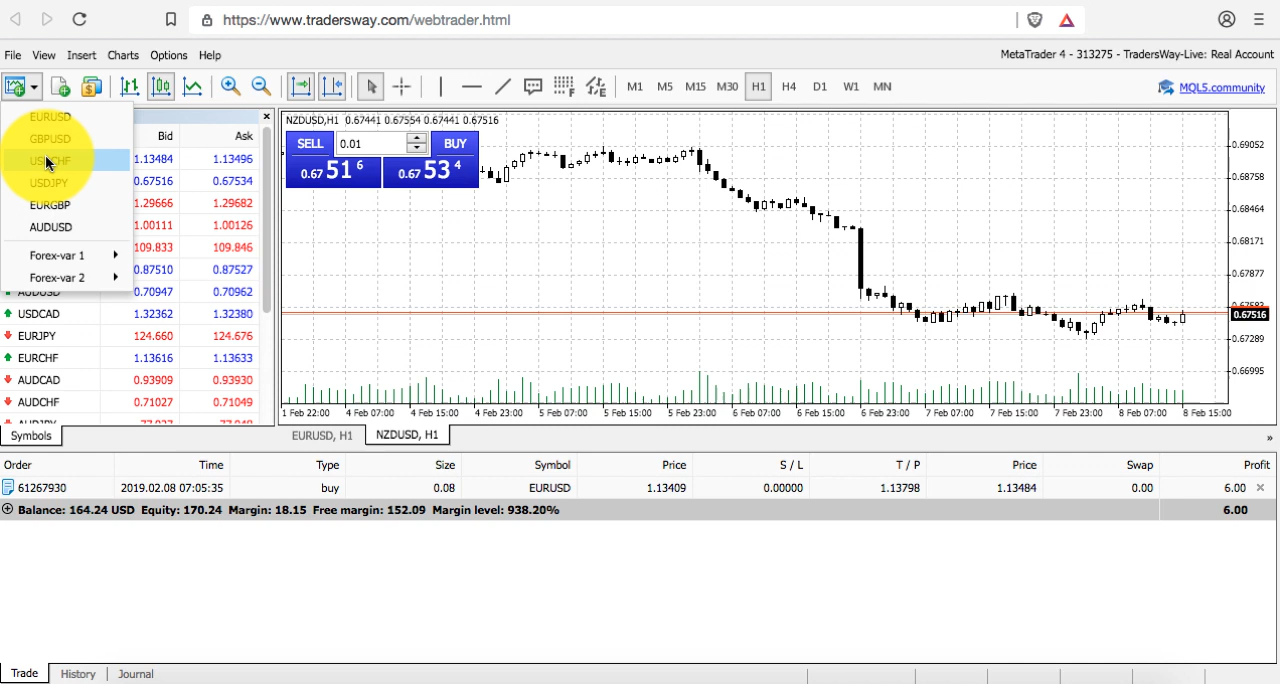 https://www.tradersway.com/webtrader.html
File View Insert Charts Options Help MetaTrader 4 - 313275 - TradersWay-Live: Real Account
M1 M5 M15 M30 H1 H4 D1 W1 MN MQL5.community
EURUSD
GBPUSD
USDCHF
USDJPY
EURGBP
AUDUSD
Forex-var 1
Forex-var 2
Bid Ask
1.13484 1.13496
0.67516 0.67534
1.29666 1.29682
1.00111 1.00126
109.833 109.846
0.87510 0.87527
AUDUSD 0.70947 0.70962
USDCAD 1.32362 1.32380
EURJPY 124.660 124.676
EURCHF 1.13616 1.13633
AUDCAD 0.93909 0.93930
AUDCHF 0.71027 0.71049
Symbols
NZDUSD,H1 0.67441 0.67554 0.67441 0.67516
SELL 0.01 BUY
0.67 51 6 0.67 53 4
0.69052
0.68758
0.68464
0.68171
0.67877
0.67516
0.67289
0.66995
1 Feb 22:00 4 Feb 07:00 4 Feb 15:00 4 Feb 23:00 5 Feb 07:00 5 Feb 15:00 5 Feb 23:00 6 Feb 07:00 6 Feb 15:00 6 Feb 23:00 7 Feb 07:00 7 Feb 15:00 7 Feb 23:00 8 Feb 07:00 8 Feb 15:00
EURUSD, H1 NZDUSD, H1 »
Order Time Type Size Symbol Price S / L T / P Price Swap Profit
61267930 2019.02.08 07:05:35 buy 0.08 EURUSD 1.13409 0.00000 1.13798 1.13484 0.00 6.00
Balance: 164.24 USD Equity: 170.24 Margin: 18.15 Free margin: 152.09 Margin level: 938.20% 6.00
Trade History Journal